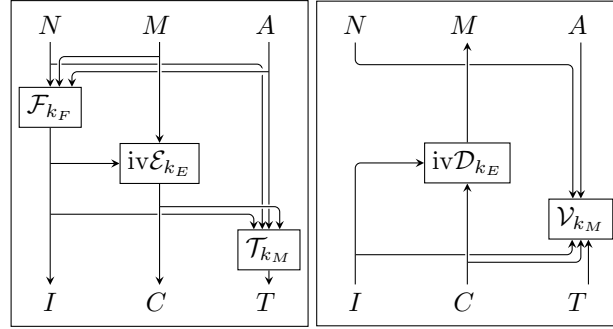 N M A N M A
𝓕_{k_F}
iv𝓔_{k_E} iv𝓓_{k_E}
𝓥_{k_M}
𝓣_{k_M}
I C T I C T